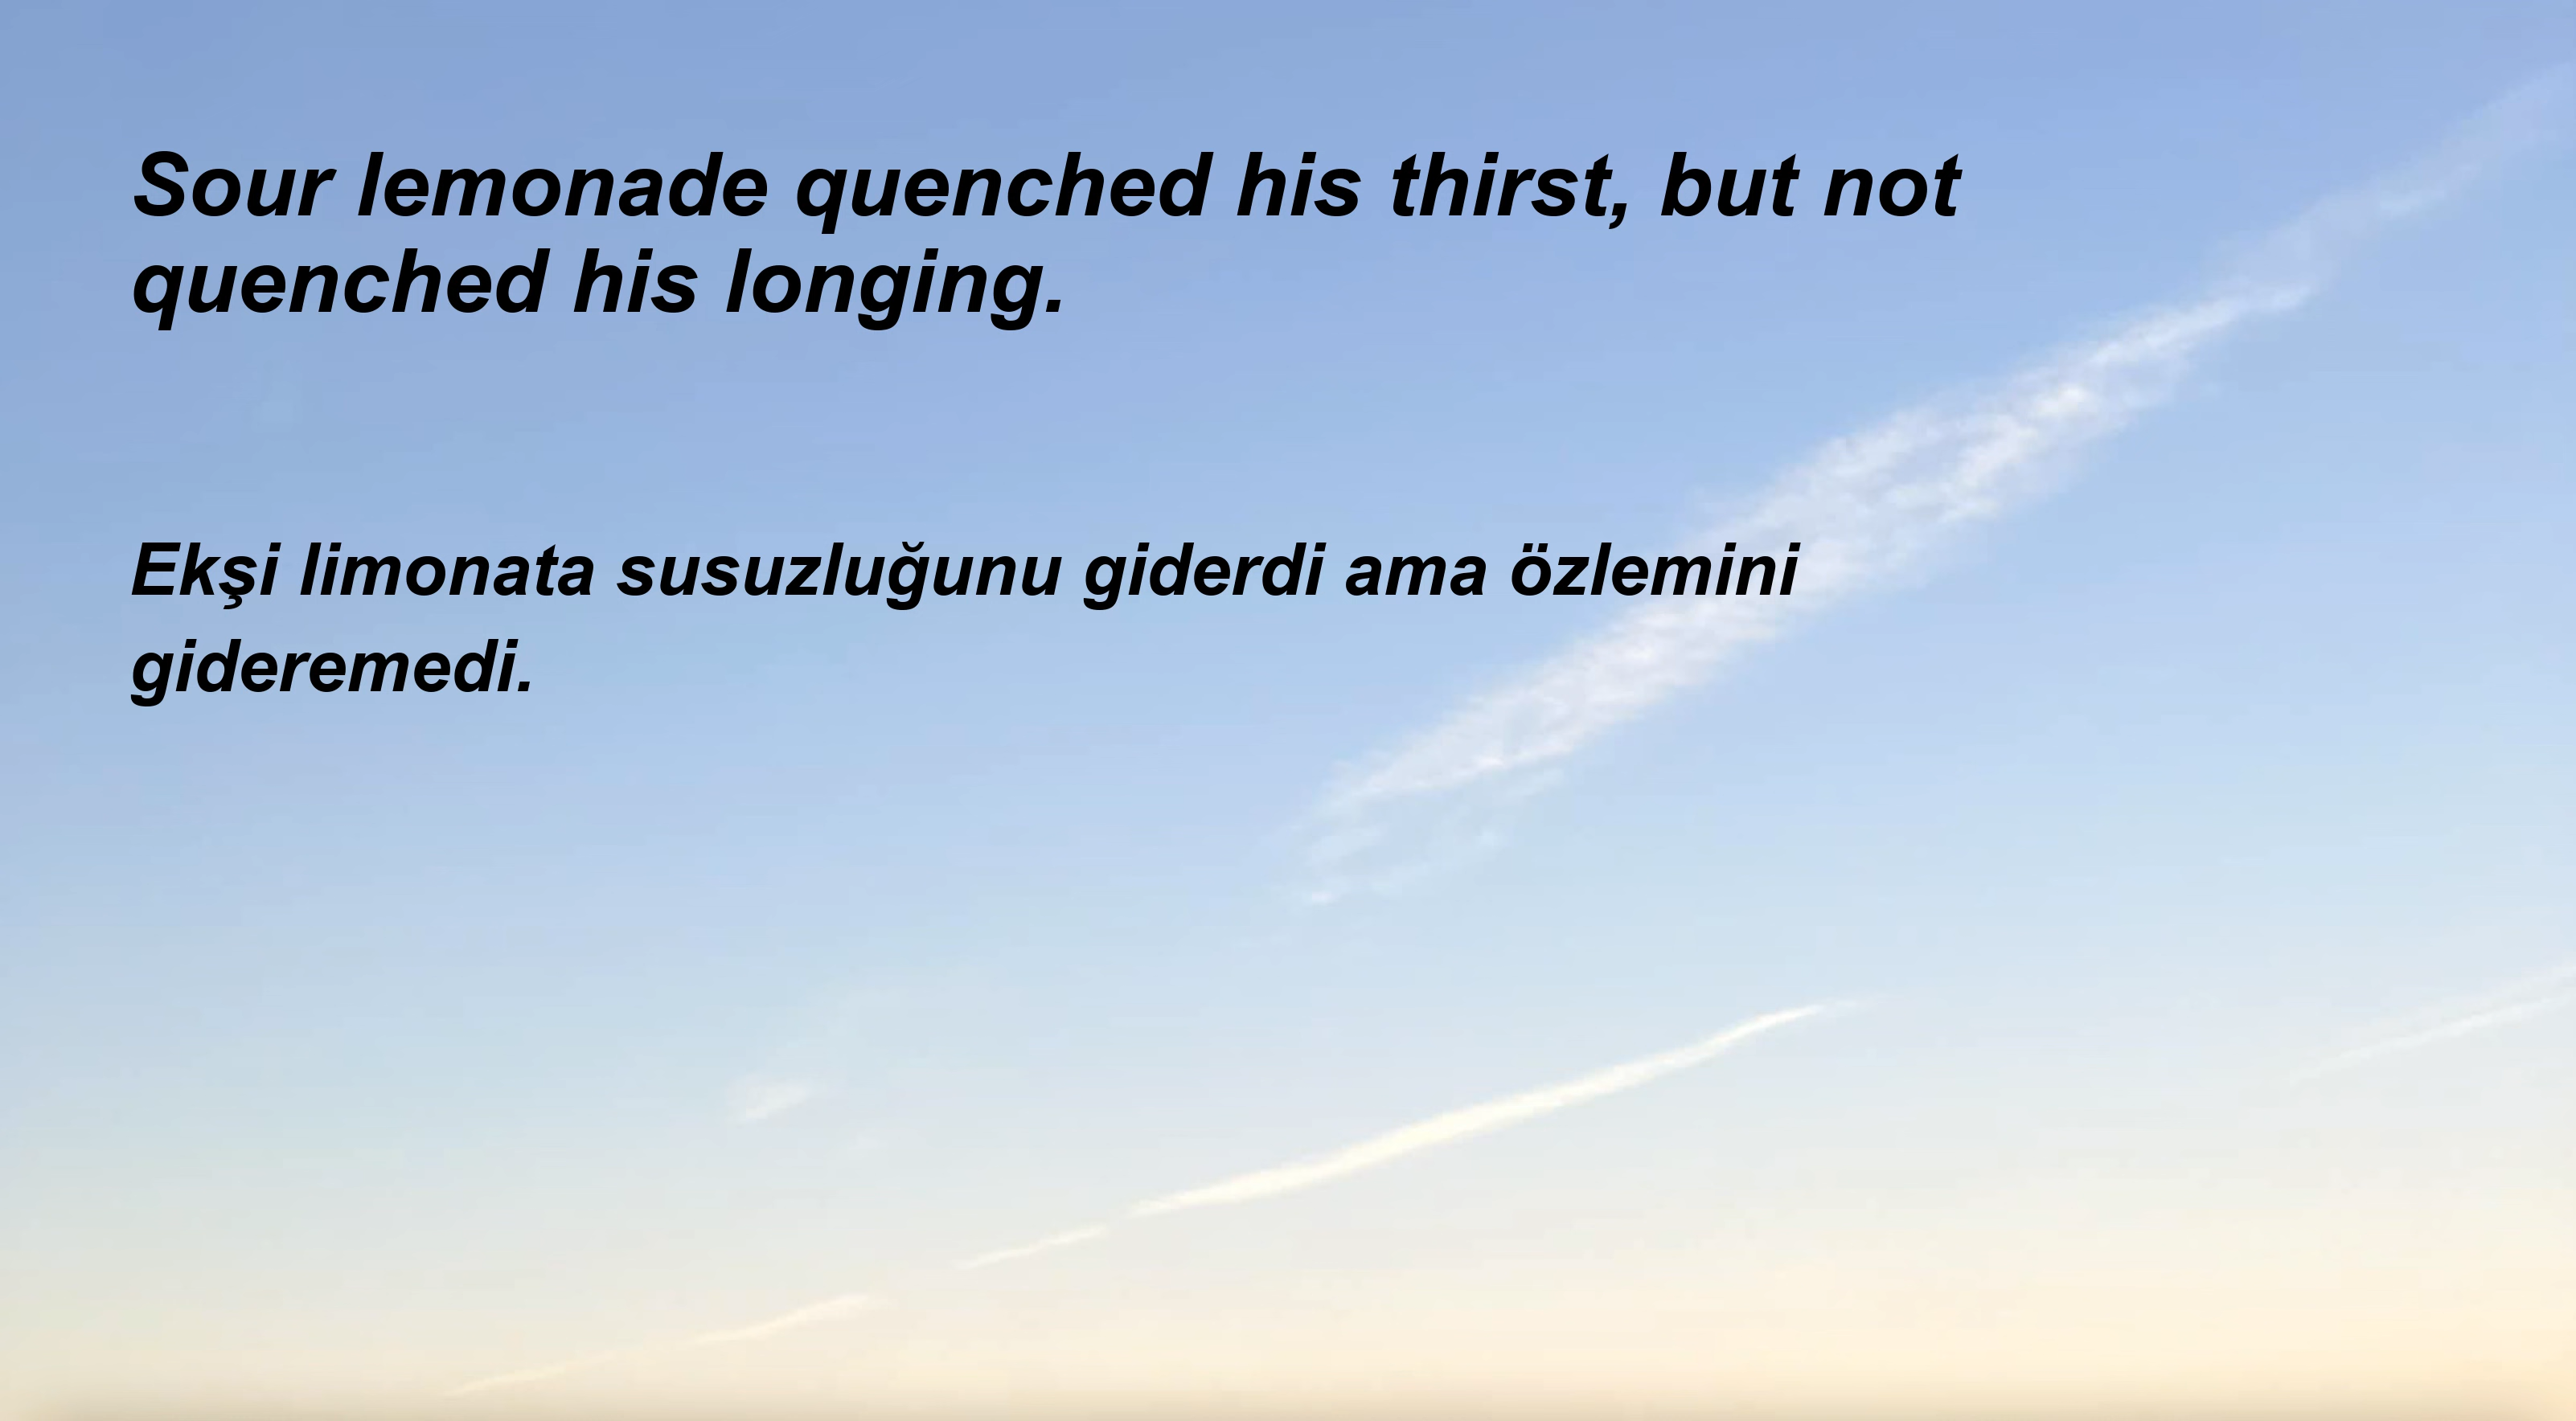 Sour lemonade quenched his thirst, but not
quenched his longing.
Ekşi limonata susuzluğunu giderdi ama özlemini
gideremedi.